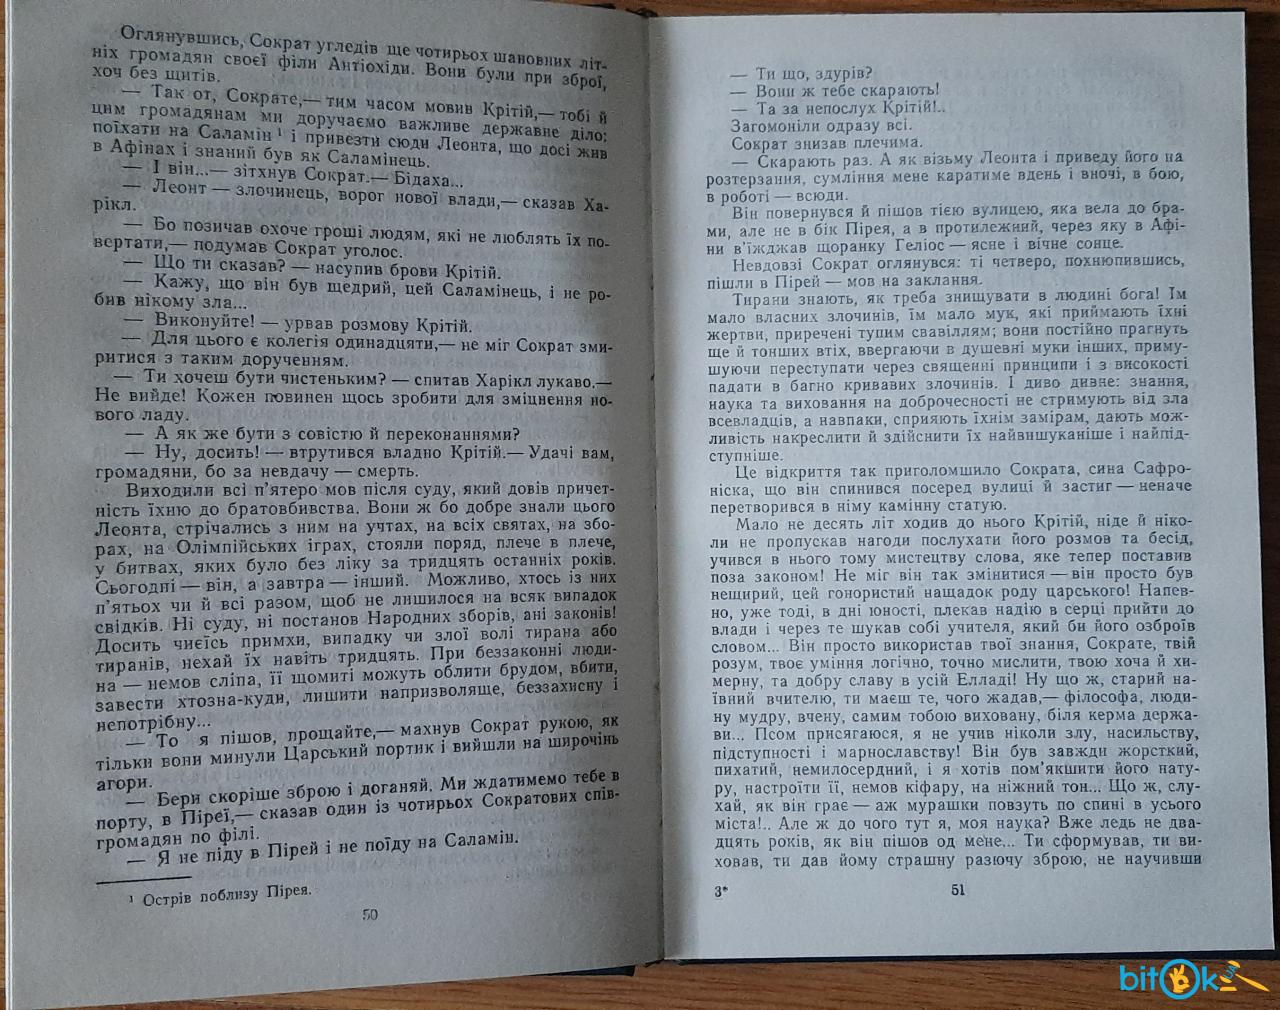 Оглянувшись, Сократ угледів ще чотирьох шановних літ-
ніх громадян своєї філи Антіохіди. Вони були при зброї,
хоч без щитів.
— Так от, Сократе,— тим часом мовив Крітій,— тобі й
цим громадянам ми доручаємо важливе державне діло:
поїхати на Саламін ¹ і привезти сюди Леонта, що досі жив
в Афінах і знаний був як Саламінець.
— І він...— зітхнув Сократ.— Бідаха...
— Леонт — злочинець, ворог нової влади,— сказав Ха-
рікл.
— Бо позичав охоче гроші людям, які не люблять їх по-
вертати,— подумав Сократ уголос.
— Що ти сказав? — насупив брови Крітій.
— Кажу, що він був щедрий, цей Саламінець, і не ро-
бив нікому зла...
— Виконуйте! — урвав розмову Крітій.
— Для цього є колегія одинадцяти,— не міг Сократ зми-
ритися з таким дорученням.
— Ти хочеш бути чистеньким? — спитав Харікл лукаво.—
Не вийде! Кожен повинен щось зробити для зміцнення но-
вого ладу.
— А як же бути з совістю й переконаннями?
— Ну, досить! — втрутився владно Крітій.— Удачі вам,
громадяни, бо за невдачу — смерть.
Виходили всі п'ятеро мов після суду, який довів причет-
ність їхню до братовбивства. Вони ж бо добре знали цього
Леонта, стрічались з ним на учтах, на всіх святах, на збо-
рах, на Олімпійських іграх, стояли поряд, плече в плече,
у битвах, яких було без ліку за тридцять останніх років.
Сьогодні — він, а завтра — інший. Можливо, хтось із них
п'ятьох чи й всі разом, щоб не лишилося на всяк випадок
свідків. Ні суду, ні постанов Народних зборів, ані законів!
Досить чиєїсь примхи, випадку чи злої волі тирана або
тиранів, нехай їх навіть тридцять. При беззаконні люди-
на — немов сліпа, її щомиті можуть облити брудом, вбити,
завести хтозна-куди, лишити напризволяще, беззахисну і
непотрібну...
— То я пішов, прощайте,— махнув Сократ рукою, як
тільки вони минули Царський портик і вийшли на широчінь
агори.
— Бери скоріше зброю і доганяй. Ми ждатимемо тебе в
порту, в Піреї,— сказав один із чотирьох Сократових спів-
громадян по філі.
— Я не піду в Пірей і не поїду на Саламін.
¹ Острів поблизу Пірея.
50
— Ти що, здурів?
— Вони ж тебе скарають!
— Та за непослух Крітій!..
Загомоніли одразу всі.
Сократ знизав плечима.
— Скарають раз. А як візьму Леонта і приведу його на
розтерзання, сумління мене каратиме вдень і вночі, в бою,
в роботі — всюди.
Він повернувся й пішов тією вулицею, яка вела до бра-
ми, але не в бік Пірея, а в протилежний, через яку в Афі-
ни в'їжджав щоранку Геліос — ясне і вічне сонце.
Невдовзі Сократ оглянувся: ті четверо, похнюпившись,
пішли в Пірей — мов на заклання.
Тирани знають, як треба знищувати в людині бога! Їм
мало власних злочинів, їм мало мук, які приймають їхні
жертви, приречені тупим свавіллям; вони постійно прагнуть
ще й тонших втіх, ввергаючи в душевні муки інших, приму-
шуючи переступати через священні принципи і з високості
падати в багно кривавих злочинів. І диво дивне: знання,
наука та виховання на доброчесності не стримують від зла
всевладців, а навпаки, сприяють їхнім замірам, дають мож-
ливість накреслити й здійснити їх найвишуканіше і найпід-
ступніше.
Це відкриття так приголомшило Сократа, сина Сафро-
ніска, що він спинився посеред вулиці й застиг — неначе
перетворився в німу камінну статую.
Мало не десять літ ходив до нього Крітій, ніде й ніко-
ли не пропускав нагоди послухати його розмов та бесід,
учився в нього тому мистецтву слова, яке тепер поставив
поза законом! Не міг він так змінитися — він просто був
нещирий, цей гонористий нащадок роду царського! Напев-
но, уже тоді, в дні юності, плекав надію в серці прийти до
влади і через те шукав собі учителя, який би його озброїв
словом... Він просто використав твої знання, Сократе, твій
розум, твоє уміння логічно, точно мислити, твою хоча й хи-
мерну, та добру славу в усій Елладі! Ну що ж, старий на-
ївний вчителю, ти маєш те, чого жадав,— філософа, люди-
ну мудру, вчену, самим тобою виховану, біля керма держа-
ви... Псом присягаюся, я не учив ніколи злу, насильству,
підступності і марнославству! Він був завжди жорсткий,
пихатий, немилосердний, і я хотів пом'якшити його нату-
ру, настроїти її, немов кіфару, на ніжний тон... Що ж, слу-
хай, як він грає — аж мурашки повзуть по спині в усього
міста!.. Але ж до чого тут я, моя наука? Вже ледь не два-
дцять років, як він пішов од мене... Ти сформував, ти ви-
ховав, ти дав йому страшну разючу зброю, не научивши
3*
51
bitOk.UA